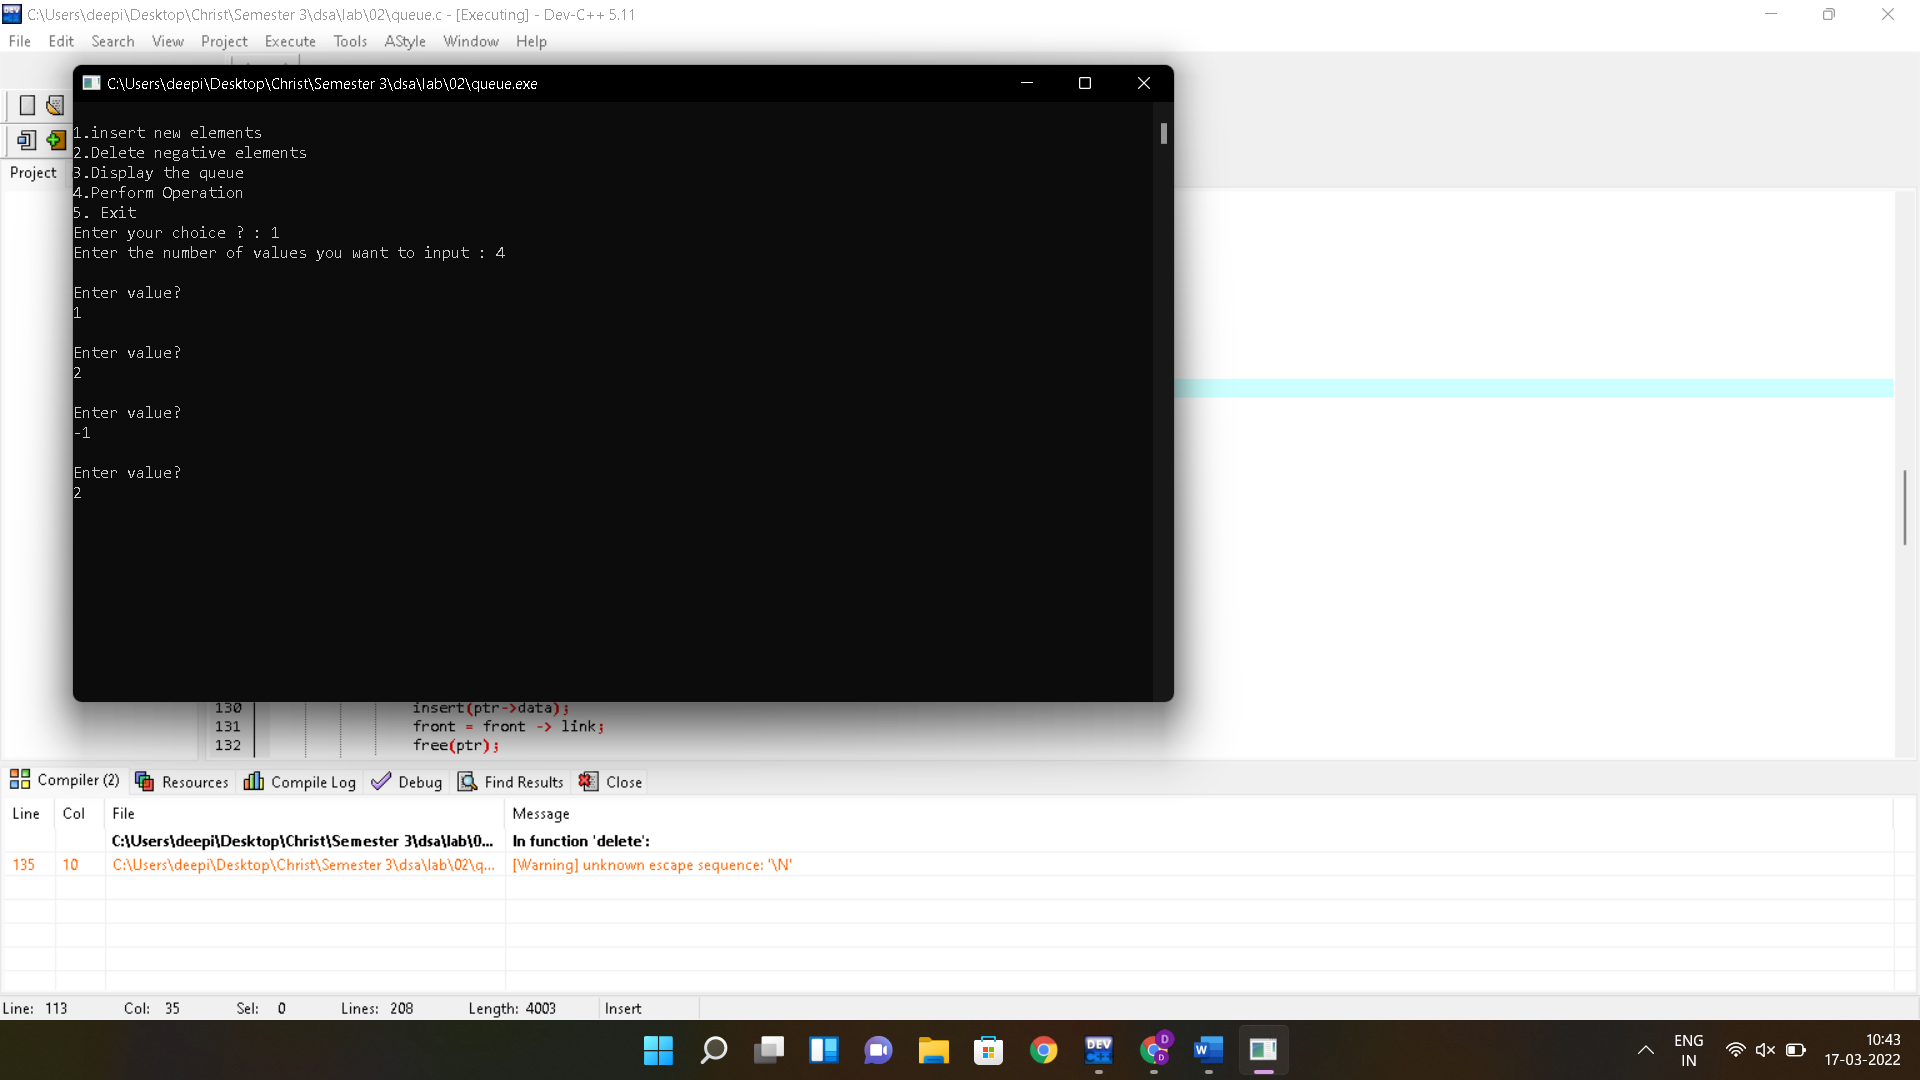 C:\Users\deepi\Desktop\Christ\Semester 3\dsa\lab\02\queue.c - [Executing] - Dev-C++ 5.11
File Edit Search View Project Execute Tools AStyle Window Help
C:\Users\deepi\Desktop\Christ\Semester 3\dsa\lab\02\queue.exe
1.insert new elements
2.Delete negative elements
3.Display the queue
4.Perform Operation
5. Exit
Enter your choice ? : 1
Enter the number of values you want to input : 4
Enter value?
1
Enter value?
2
Enter value?
-1
Enter value?
2
Project
130 insert(ptr->data);
131 front = front -> link;
132 free(ptr);
Compiler (2) Resources Compile Log Debug Find Results Close
Line Col File Message
C:\Users\deepi\Desktop\Christ\Semester 3\dsa\lab\0... In function 'delete':
135 10 C:\Users\deepi\Desktop\Christ\Semester 3\dsa\lab\02\q... [Warning] unknown escape sequence: '\N'
Line: 113 Col: 35 Sel: 0 Lines: 208 Length: 4003 Insert
DEV
D
D
W
ENG
IN
10:43
17-03-2022